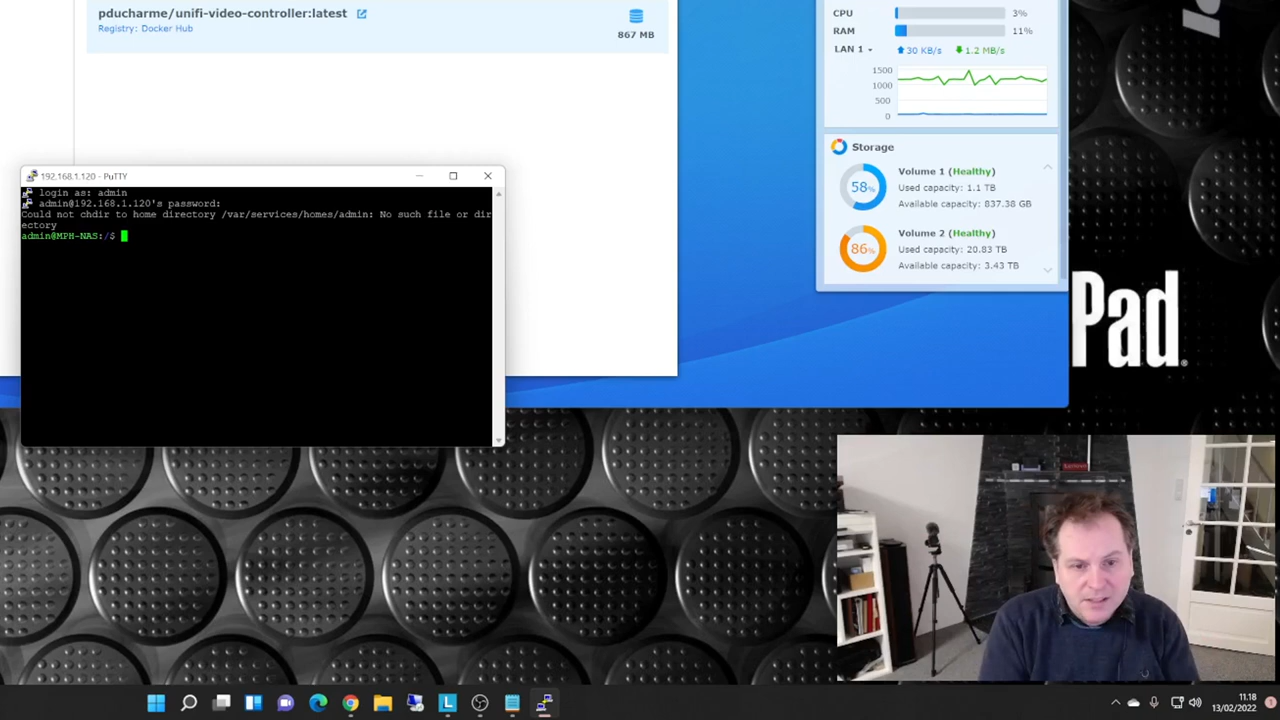 pducharme/unifi-video-controller:latest
Registry: Docker Hub
867 MB
CPU
3%
RAM
11%
LAN 1
30 KB/s
1.2 MB/s
1500
1000
500
0
Storage
58%
Volume 1 (Healthy)
Used capacity: 1.1 TB
Available capacity: 837.38 GB
86%
Volume 2 (Healthy)
Used capacity: 20.83 TB
Available capacity: 3.43 TB
192.168.1.120 - PuTTY
login as: admin
admin@192.168.1.120's password:
Could not chdir to home directory /var/services/homes/admin: No such file or dir
ectory
admin@MPH-NAS:/$
Pad
11.18
13/02/2022
1